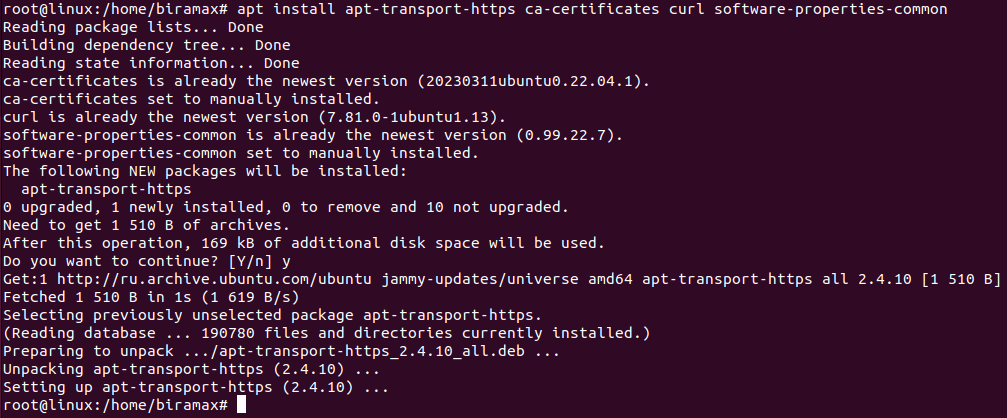 root@linux:/home/biramax# apt install apt-transport-https ca-certificates curl software-properties-common
Reading package lists... Done
Building dependency tree... Done
Reading state information... Done
ca-certificates is already the newest version (20230311ubuntu0.22.04.1).
ca-certificates set to manually installed.
curl is already the newest version (7.81.0-1ubuntu1.13).
software-properties-common is already the newest version (0.99.22.7).
software-properties-common set to manually installed.
The following NEW packages will be installed:
  apt-transport-https
0 upgraded, 1 newly installed, 0 to remove and 10 not upgraded.
Need to get 1 510 B of archives.
After this operation, 169 kB of additional disk space will be used.
Do you want to continue? [Y/n] y
Get:1 http://ru.archive.ubuntu.com/ubuntu jammy-updates/universe amd64 apt-transport-https all 2.4.10 [1 510 B]
Fetched 1 510 B in 1s (1 619 B/s)
Selecting previously unselected package apt-transport-https.
(Reading database ... 190780 files and directories currently installed.)
Preparing to unpack .../apt-transport-https_2.4.10_all.deb ...
Unpacking apt-transport-https (2.4.10) ...
Setting up apt-transport-https (2.4.10) ...
root@linux:/home/biramax#